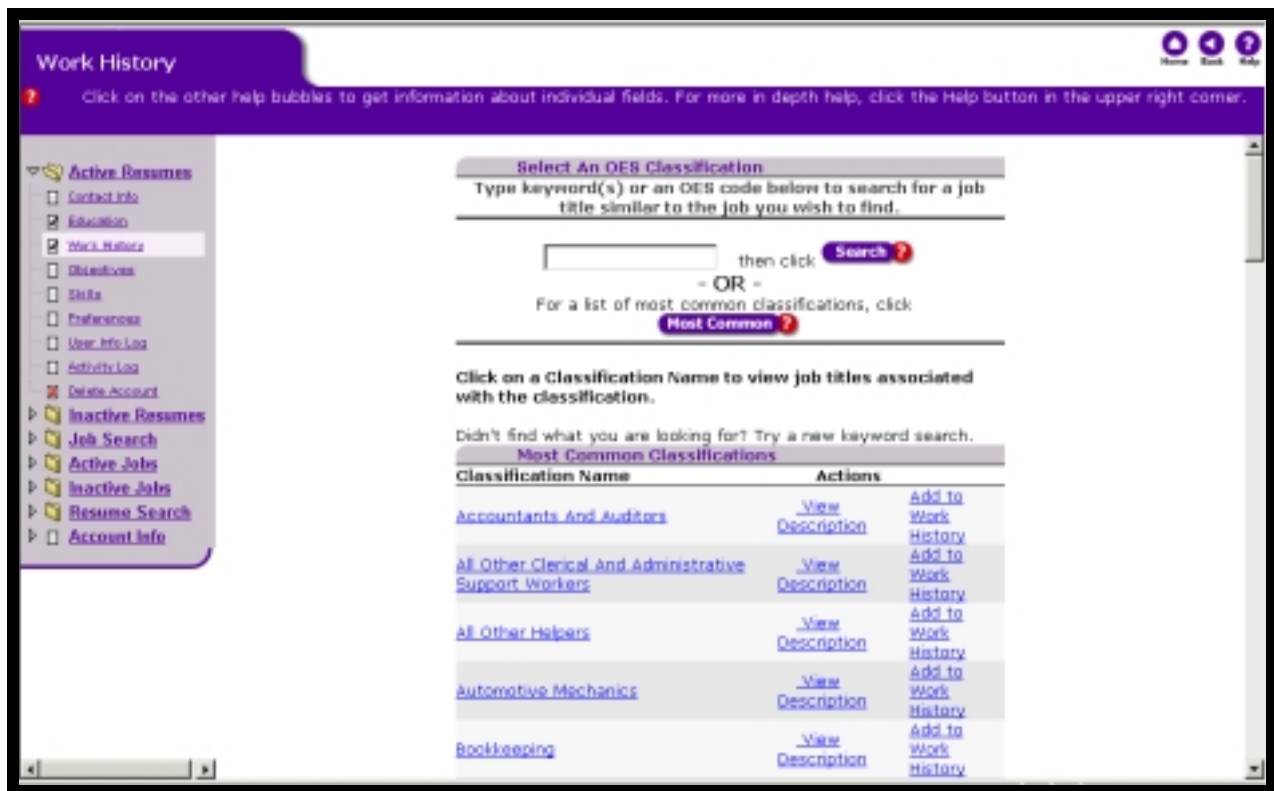 Work History
Home Back Help
? Click on the other help bubbles to get information about individual fields. For more in depth help, click the Help button in the upper right corner.
Active Resumes
Contact Info
Education
Work History
Objectives
Skills
Preferences
User Info Log
Activity Log
Delete Account
Inactive Resumes
Job Search
Active Jobs
Inactive Jobs
Resume Search
Account Info
Select An OES Classification
Type keyword(s) or an OES code below to search for a job
title similar to the job you wish to find.
then click Search ?
- OR -
For a list of most common classifications, click
Most Common ?
Click on a Classification Name to view job titles associated
with the classification.
Didn't find what you are looking for? Try a new keyword search.
Most Common Classifications
Classification Name Actions
Accountants And Auditors View Description Add to Work History
All Other Clerical And Administrative Support Workers View Description Add to Work History
All Other Helpers View Description Add to Work History
Automotive Mechanics View Description Add to Work History
Bookkeeping View Description Add to Work History